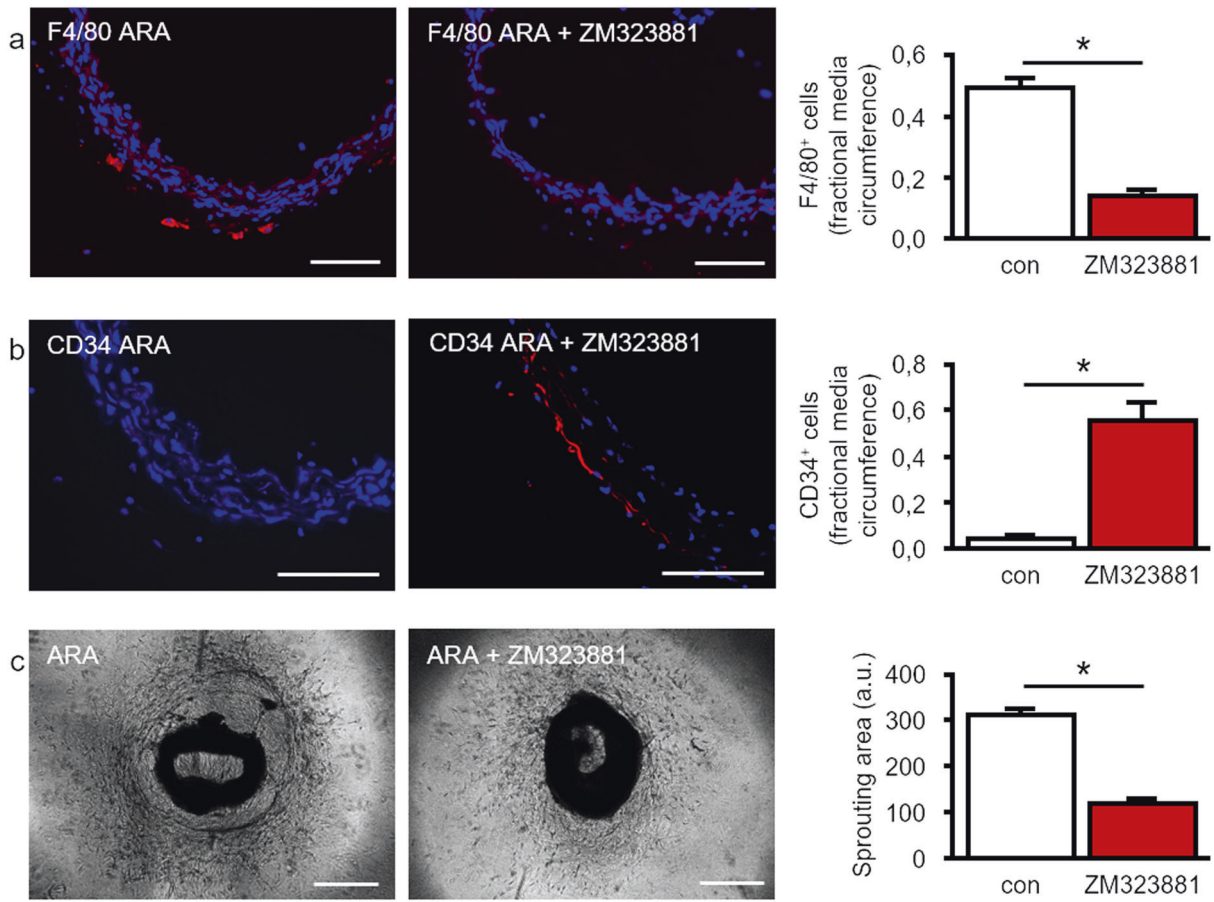 a
F4/80 ARA
F4/80 ARA + ZM323881
F4/80⁺ cells
(fractional media
circumference)
0,6
0,4
0,2
0,0
*
con
ZM323881
b
CD34 ARA
CD34 ARA + ZM323881
CD34⁺ cells
(fractional media
circumference)
0,8
0,6
0,4
0,2
0,0
*
con
ZM323881
c
ARA
ARA + ZM323881
Sprouting area (a.u.)
400
300
200
100
0
*
con
ZM323881